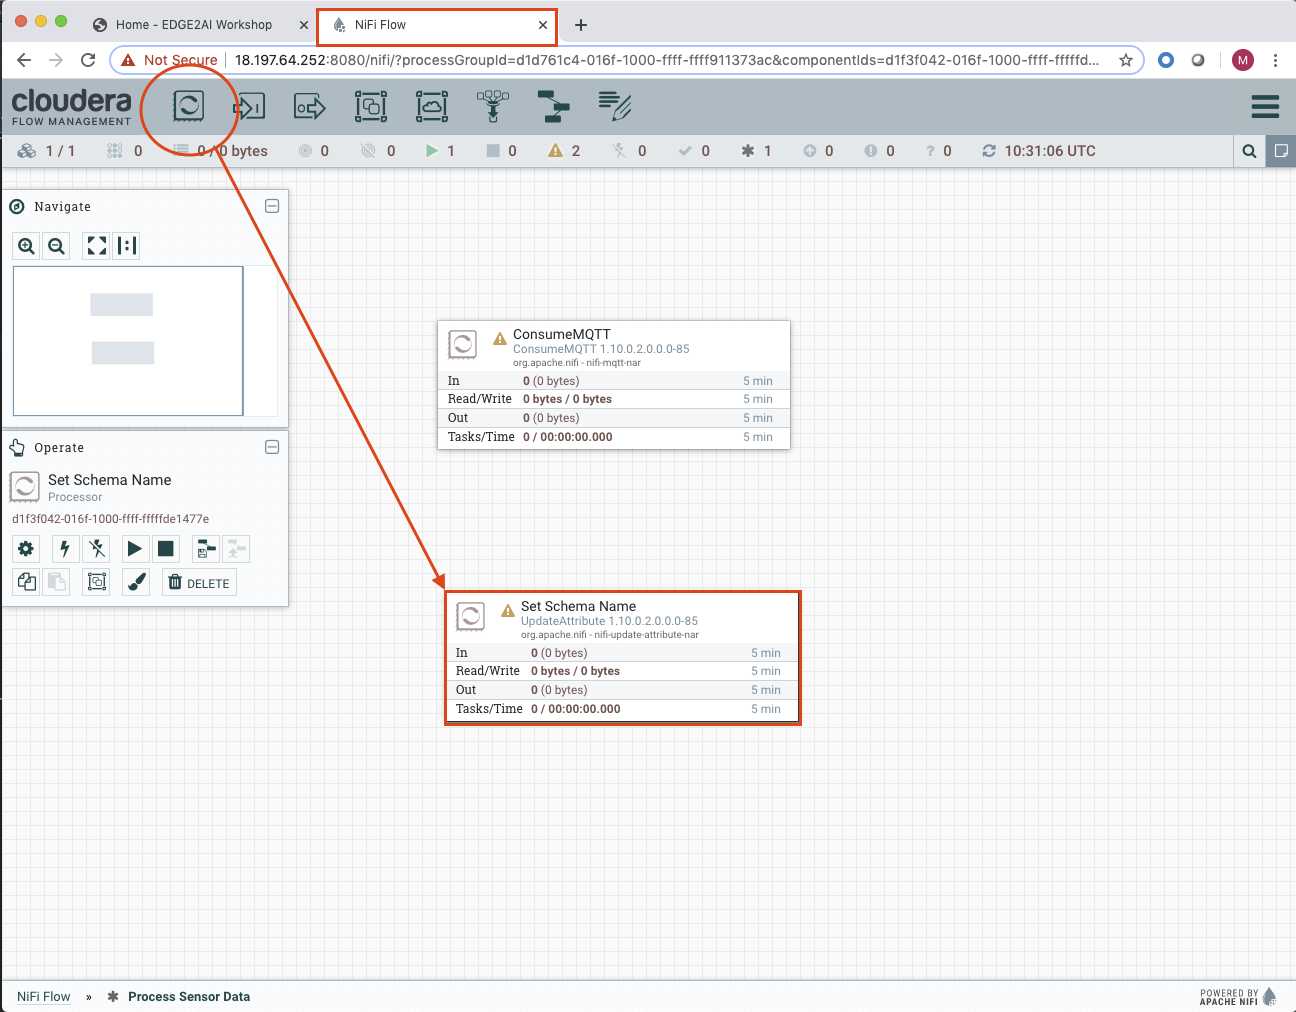 Home - EDGE2AI Workshop
NiFi Flow
Not Secure
18.197.64.252:8080/nifi/?processGroupId=d1d761c4-016f-1000-ffff-ffff911373ac&componentIds=d1f3f042-016f-1000-ffff-fffffd...
M
cloudera
FLOW MANAGEMENT
1 / 1 0 0 / 0 bytes 0 0 1 0 2 0 0 1 0 0 ? 0 10:31:06 UTC
Navigate
Operate
Set Schema Name
Processor
d1f3f042-016f-1000-ffff-fffffde1477e
DELETE
ConsumeMQTT
ConsumeMQTT 1.10.0.2.0.0.0-85
org.apache.nifi - nifi-mqtt-nar
In 0 (0 bytes) 5 min
Read/Write 0 bytes / 0 bytes 5 min
Out 0 (0 bytes) 5 min
Tasks/Time 0 / 00:00:00.000 5 min
Set Schema Name
UpdateAttribute 1.10.0.2.0.0.0-85
org.apache.nifi - nifi-update-attribute-nar
In 0 (0 bytes) 5 min
Read/Write 0 bytes / 0 bytes 5 min
Out 0 (0 bytes) 5 min
Tasks/Time 0 / 00:00:00.000 5 min
NiFi Flow » Process Sensor Data
POWERED BY
APACHE NIFI